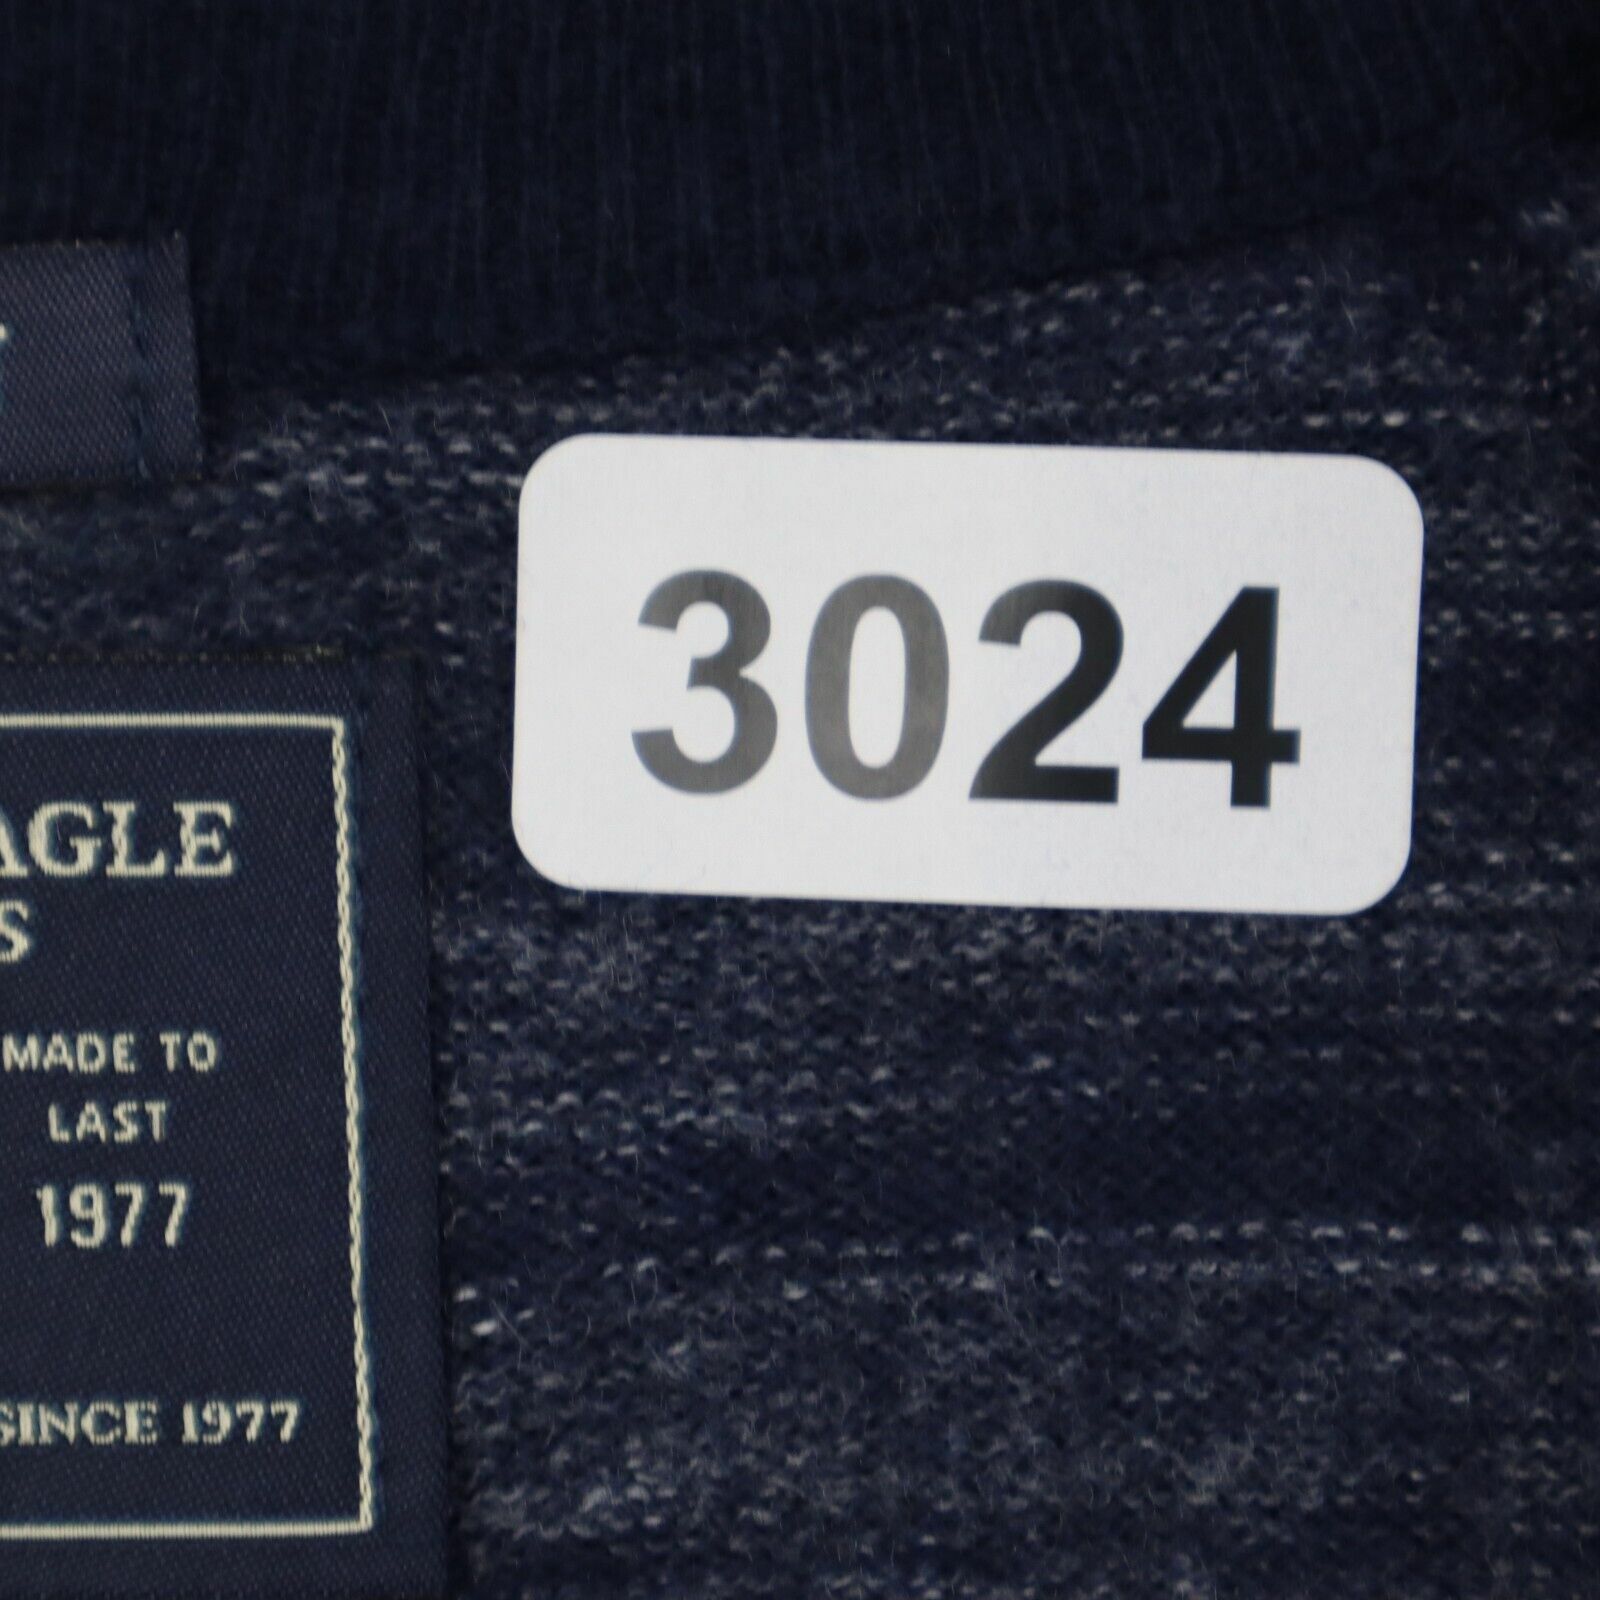 3024
AGLE
S
MADE TO
LAST
1977
SINCE 1977